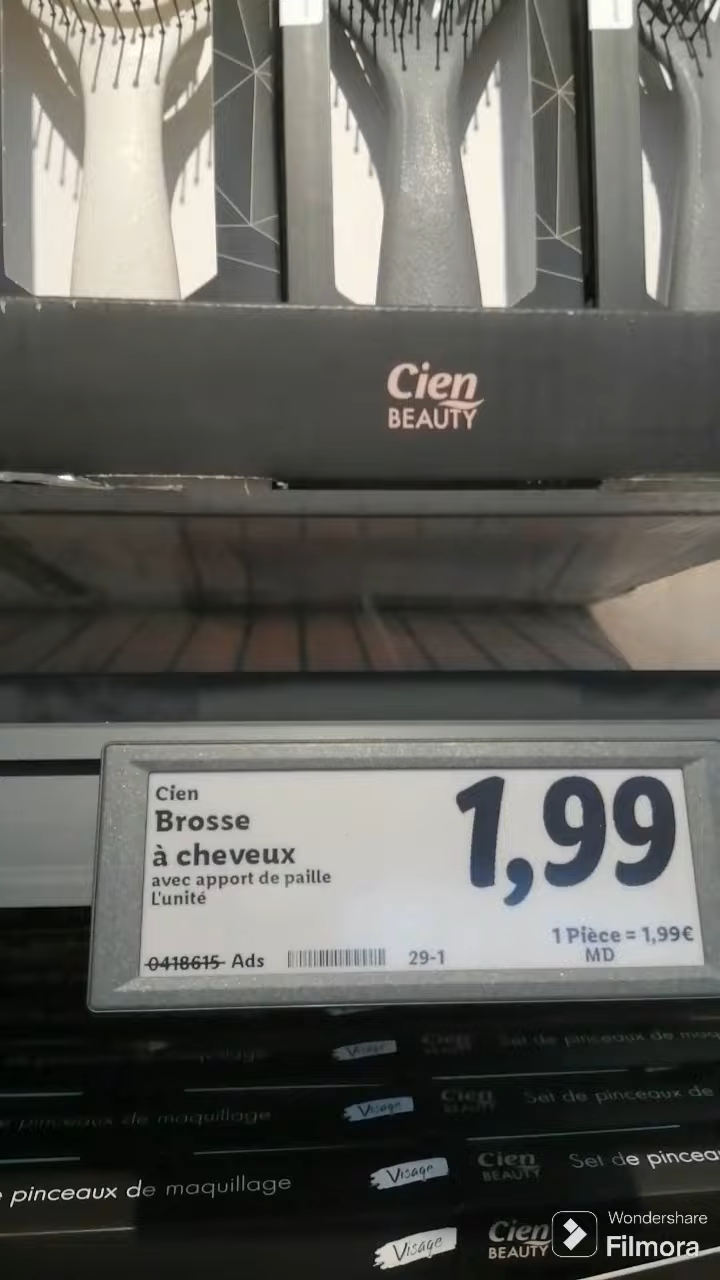 Cien
BEAUTY
Cien
Brosse
à cheveux
avec apport de paille
L'unité
1,99
1 Pièce = 1,99€
MD
0418615 Ads
29-1
Visage
Set de pinceaux de
pinceaux de maquillage
Visage
Cien
BEAUTY
Set de pinceaux de
pinceaux de maquillage
Visage
Cien
BEAUTY
Set de pinceaux
Visage
Cien
BEAUTY
Wondershare
Filmora